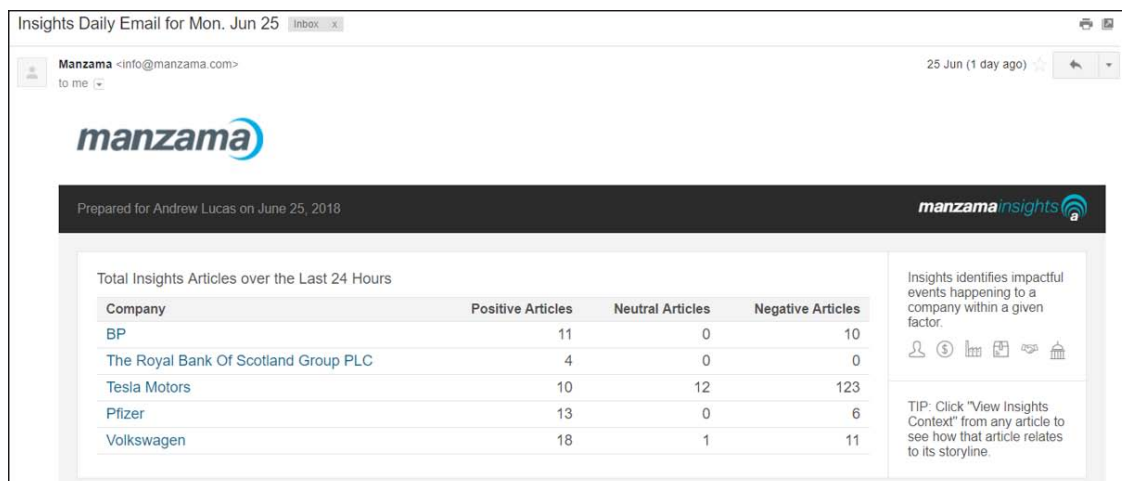 Insights Daily Email for Mon. Jun 25 Inbox x
Manzama <info@manzama.com> 25 Jun (1 day ago)
to me
manzama
Prepared for Andrew Lucas on June 25, 2018 manzamainsights a
Total Insights Articles over the Last 24 Hours
Company Positive Articles Neutral Articles Negative Articles
BP 11 0 10
The Royal Bank Of Scotland Group PLC 4 0 0
Tesla Motors 10 12 123
Pfizer 13 0 6
Volkswagen 18 1 11
Insights identifies impactful
events happening to a
company within a given
factor.
$
TIP: Click "View Insights
Context" from any article to
see how that article relates
to its storyline.